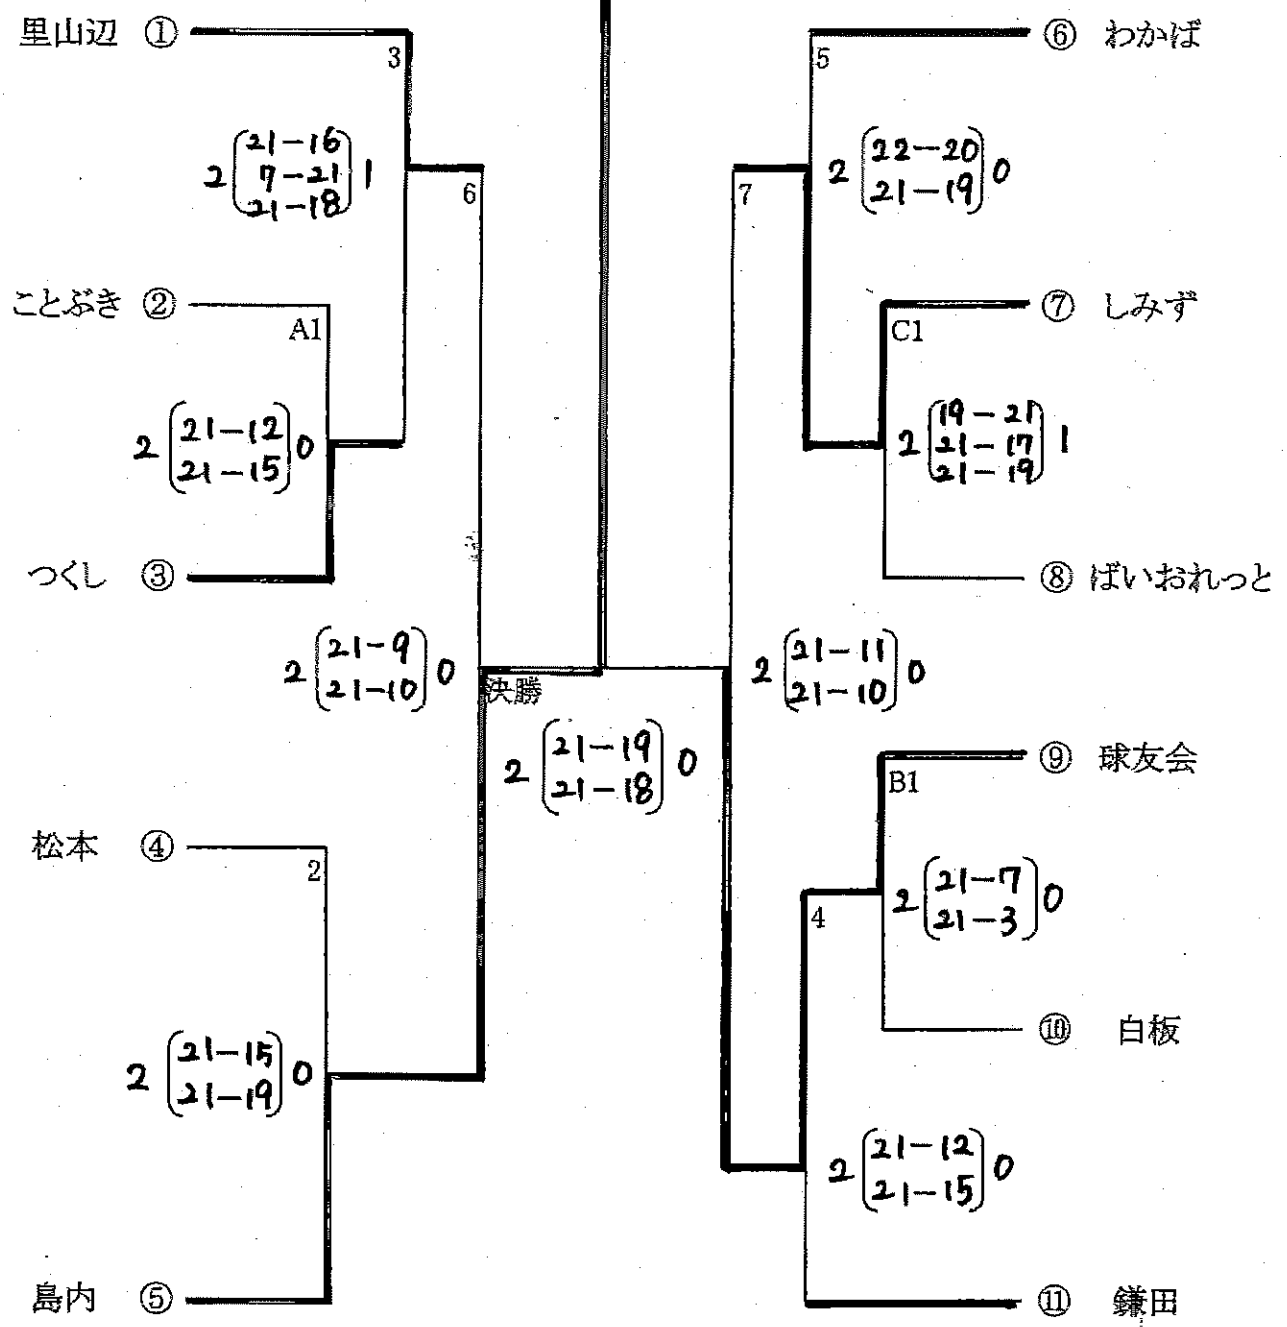 里山辺 ①
3
2 21-16 1
7-21
21-18
6
ことぶき ②
A1
2 21-12 0
21-15
つくし ③
2 21-9 0
21-10
決勝
2 21-19 0
21-18
松本 ④
2
2 21-15 0
21-19
島内 ⑤
⑥ わかば
5
2 22-20 0
21-19
7
⑦ しみず
C1
2 19-21 1
21-17
21-19
⑧ ばいおれっと
2 21-11 0
21-10
⑨ 球友会
B1
2 21-7 0
21-3
4
⑩ 白板
2 21-12 0
21-15
⑪ 鎌田